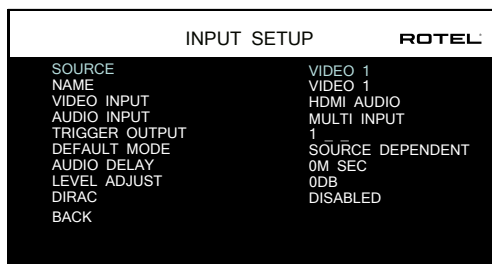 INPUT SETUP ROTEL
SOURCE VIDEO 1
NAME VIDEO 1
VIDEO INPUT HDMI AUDIO
AUDIO INPUT MULTI INPUT
TRIGGER OUTPUT 1 _ _
DEFAULT MODE SOURCE DEPENDENT
AUDIO DELAY 0M SEC
LEVEL ADJUST 0DB
DIRAC DISABLED
BACK